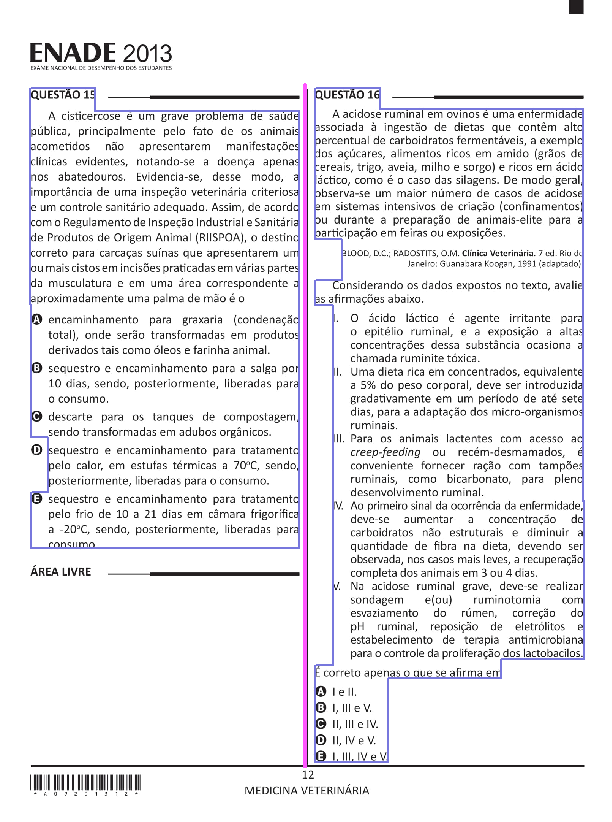 ENADE 2013
EXAME NACIONAL DE DESEMPENHO DOS ESTUDANTES
QUESTÃO 15
A cisticercose é um grave problema de saúde
pública, principalmente pelo fato de os animais
acometidos não apresentarem manifestações
clínicas evidentes, notando-se a doença apenas
nos abatedouros. Evidencia-se, desse modo, a
importância de uma inspeção veterinária criteriosa
e um controle sanitário adequado. Assim, de acordo
com o Regulamento de Inspeção Industrial e Sanitária
de Produtos de Origem Animal (RIISPOA), o destino
correto para carcaças suínas que apresentarem um
ou mais cistos em incisões praticadas em várias partes
da musculatura e em uma área correspondente a
aproximadamente uma palma de mão é o
A encaminhamento para graxaria (condenação
total), onde serão transformadas em produtos
derivados tais como óleos e farinha animal.
B sequestro e encaminhamento para a salga por
10 dias, sendo, posteriormente, liberadas para
o consumo.
C descarte para os tanques de compostagem,
sendo transformadas em adubos orgânicos.
D sequestro e encaminhamento para tratamento
pelo calor, em estufas térmicas a 70ºC, sendo,
posteriormente, liberadas para o consumo.
E sequestro e encaminhamento para tratamento
pelo frio de 10 a 21 dias em câmara frigorífica
a -20ºC, sendo, posteriormente, liberadas para
consumo
ÁREA LIVRE
QUESTÃO 16
A acidose ruminal em ovinos é uma enfermidade
associada à ingestão de dietas que contêm alto
percentual de carboidratos fermentáveis, a exemplo
dos açúcares, alimentos ricos em amido (grãos de
cereais, trigo, aveia, milho e sorgo) e ricos em ácido
láctico, como é o caso das silagens. De modo geral,
observa-se um maior número de casos de acidose
em sistemas intensivos de criação (confinamentos)
ou durante a preparação de animais-elite para a
participação em feiras ou exposições.
BLOOD, D.C.; RADOSTITS, O.M. Clínica Veterinária. 7 ed. Rio de
Janeiro: Guanabara Koogan, 1991 (adaptado)
Considerando os dados expostos no texto, avalie
as afirmações abaixo.
I. O ácido láctico é agente irritante para
o epitélio ruminal, e a exposição a altas
concentrações dessa substância ocasiona a
chamada ruminite tóxica.
II. Uma dieta rica em concentrados, equivalente
a 5% do peso corporal, deve ser introduzida
gradativamente em um período de até sete
dias, para a adaptação dos micro-organismos
ruminais.
III. Para os animais lactentes com acesso ao
creep-feeding ou recém-desmamados, é
conveniente fornecer ração com tampões
ruminais, como bicarbonato, para pleno
desenvolvimento ruminal.
IV. Ao primeiro sinal da ocorrência da enfermidade,
deve-se aumentar a concentração de
carboidratos não estruturais e diminuir a
quantidade de fibra na dieta, devendo ser
observada, nos casos mais leves, a recuperação
completa dos animais em 3 ou 4 dias.
V. Na acidose ruminal grave, deve-se realizar
sondagem e(ou) ruminotomia com
esvaziamento do rúmen, correção do
pH ruminal, reposição de eletrólitos e
estabelecimento de terapia antimicrobiana
para o controle da proliferação dos lactobacilos.
É correto apenas o que se afirma em
A I e II.
B I, III e V.
C II, III e IV.
D II, IV e V.
E I, III, IV e V
12
MEDICINA VETERINÁRIA